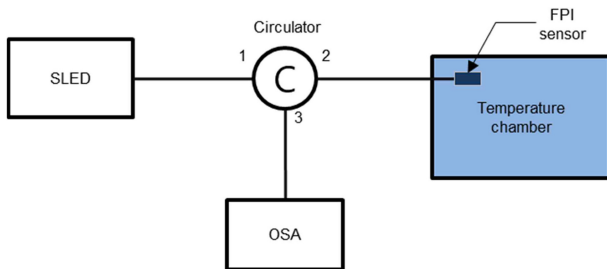 FPI
sensor
Circulator
1
2
SLED
C
3
Temperature
chamber
OSA